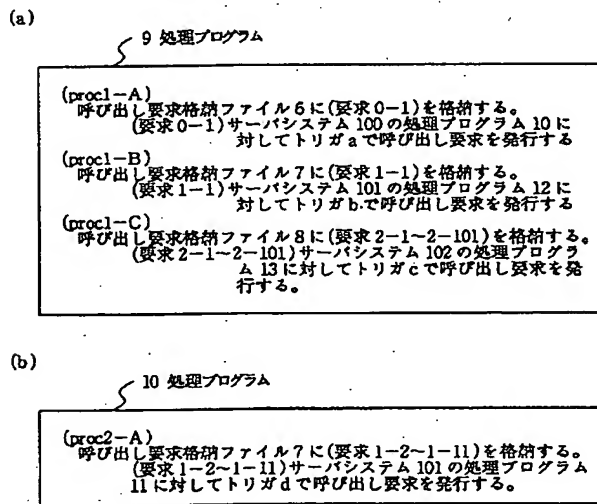 (a)
9 処理プログラム
(proc1-A)
呼び出し要求格納ファイル6に(要求0-1)を格納する。
(要求0-1)サーバシステム100の処理プログラム10に
対してトリガaで呼び出し要求を発行する
(proc1-B)
呼び出し要求格納ファイル7に(要求1-1)を格納する。
(要求1-1)サーバシステム101の処理プログラム12に
対してトリガbで呼び出し要求を発行する
(proc1-C)
呼び出し要求格納ファイル8に(要求2-1~2-101)を格納する。
(要求2-1~2-101)サーバシステム102の処理プログラ
ム13に対してトリガcで呼び出し要求を発
行する。
(b)
10 処理プログラム
(proc2-A)
呼び出し要求格納ファイル7に(要求1-2~1-11)を格納する。
(要求1-2~1-11)サーバシステム101の処理プログラム
11に対してトリガdで呼び出し要求を発行する。